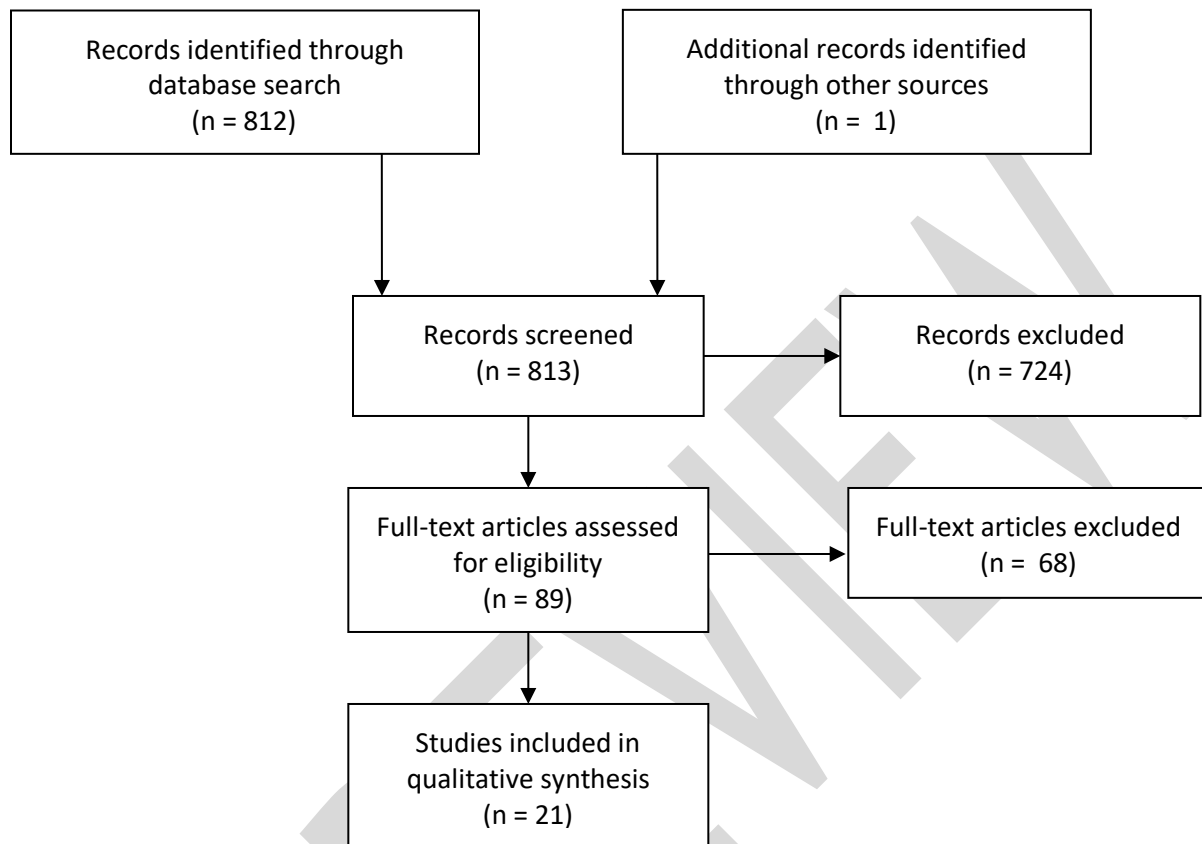 Records identified through
database search
(n = 812)
Additional records identified
through other sources
(n =  1)
Records screened
(n = 813)
Records excluded
(n = 724)
Full-text articles assessed
for eligibility
(n = 89)
Full-text articles excluded
(n =  68)
Studies included in
qualitative synthesis
(n = 21)